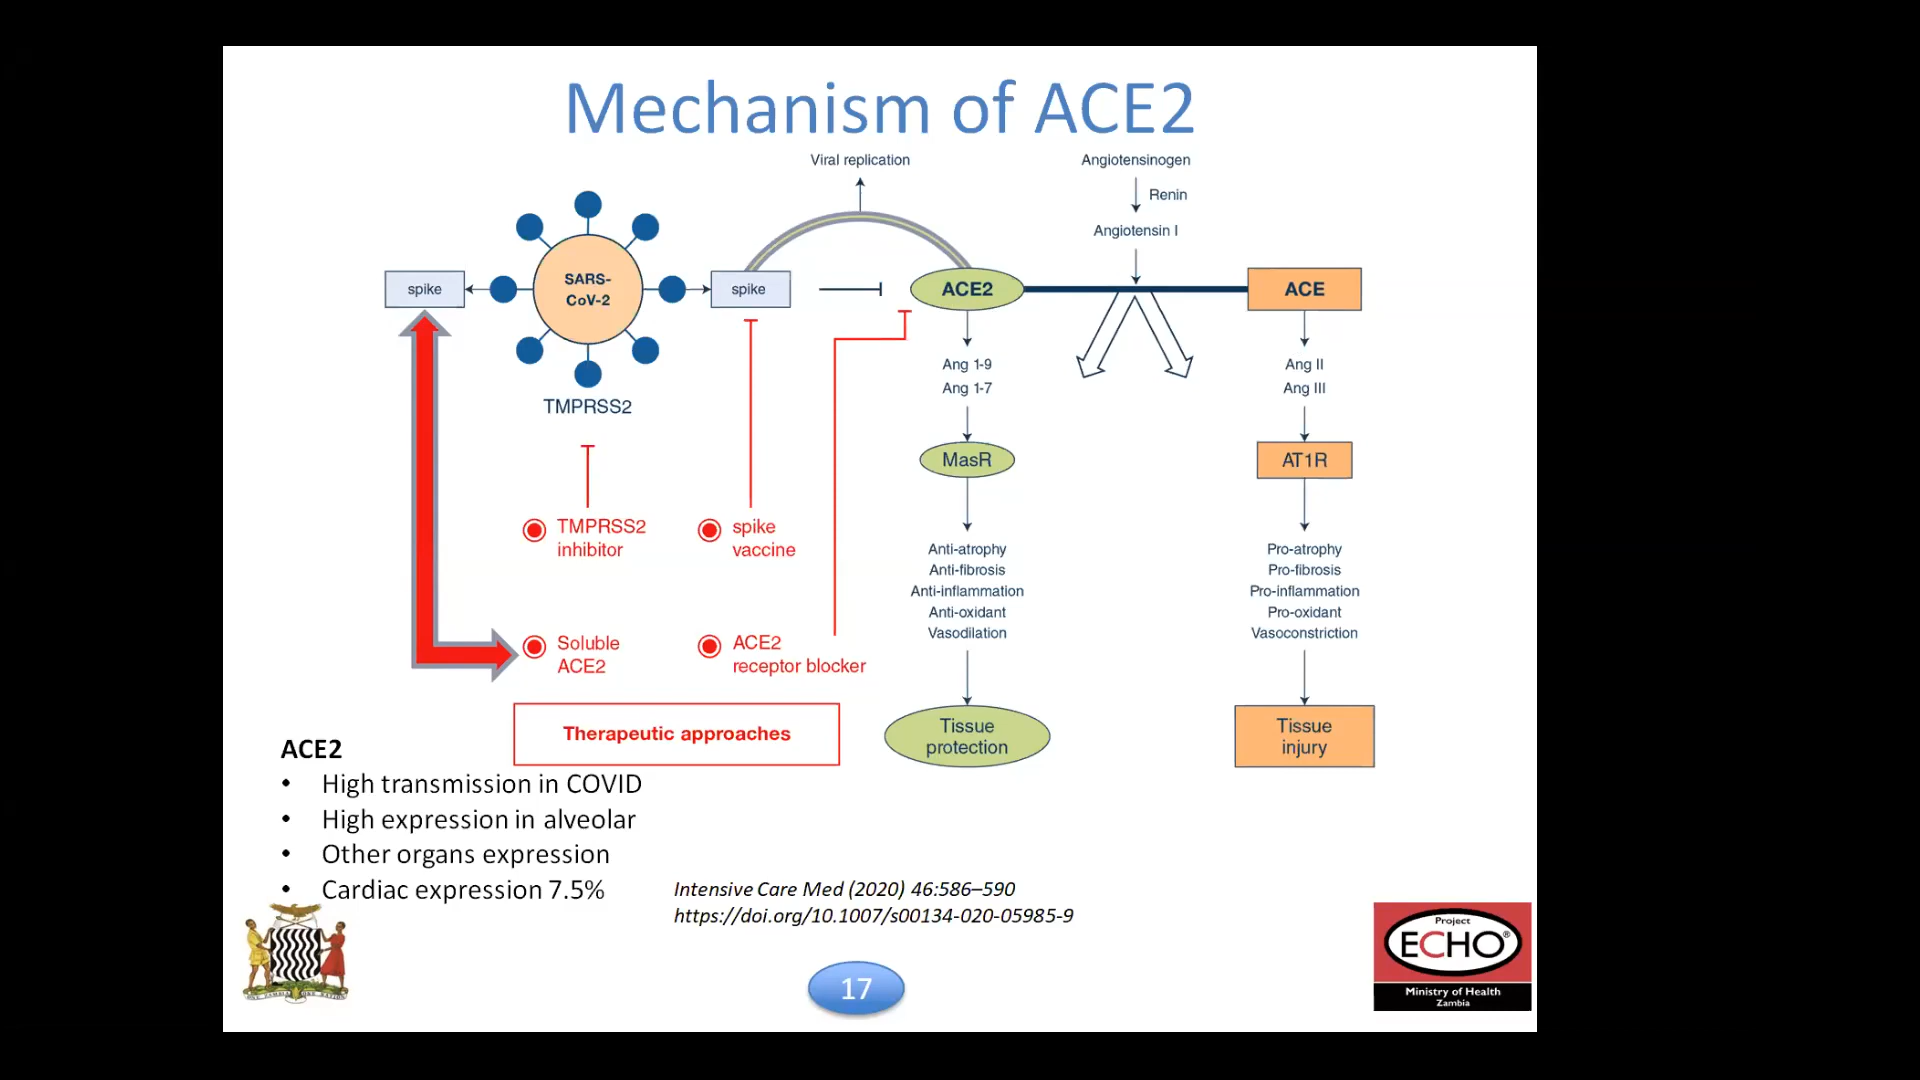 Mechanism of ACE2
Viral replication
Angiotensinogen
Renin
Angiotensin I
SARS-
CoV-2
spike
spike
ACE2
ACE
TMPRSS2
Ang 1-9
Ang 1-7
Ang II
Ang III
MasR
AT1R
TMPRSS2
inhibitor
spike
vaccine
Anti-atrophy
Anti-fibrosis
Anti-inflammation
Anti-oxidant
Vasodilation
Pro-atrophy
Pro-fibrosis
Pro-inflammation
Pro-oxidant
Vasoconstriction
Soluble
ACE2
ACE2
receptor blocker
Therapeutic approaches
Tissue
protection
Tissue
injury
ACE2
• High transmission in COVID
• High expression in alveolar
• Other organs expression
• Cardiac expression 7.5%
Intensive Care Med (2020) 46:586–590
https://doi.org/10.1007/s00134-020-05985-9
ONE ZAMBIA ONE NATION
17
Project
ECHO®
Ministry of Health
Zambia